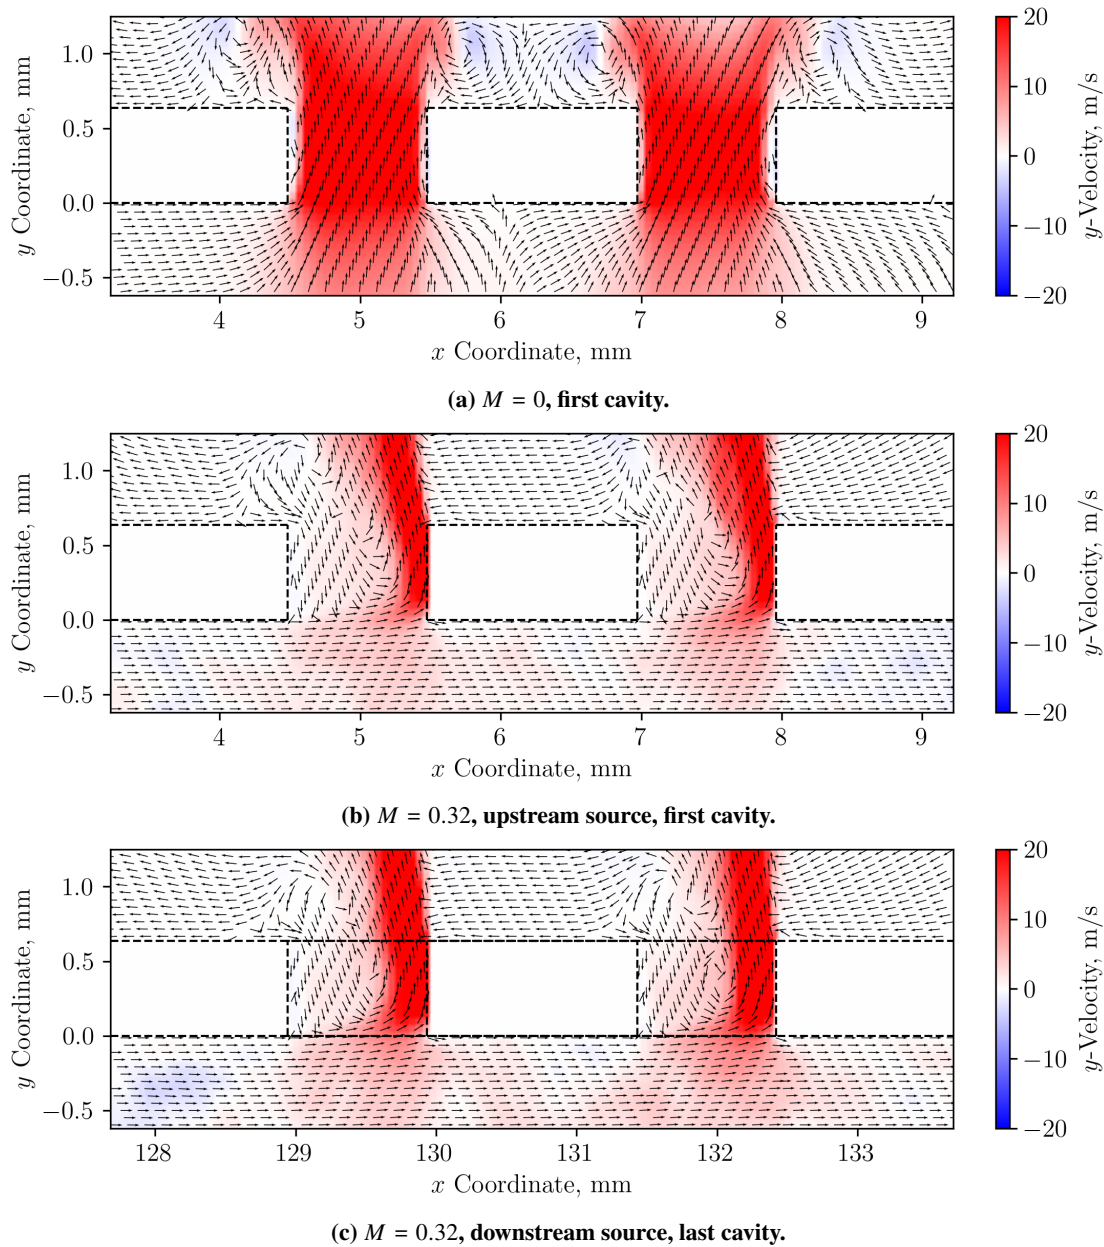 1.0
0.5
0.0
−0.5
y Coordinate, mm
4 5 6 7 8 9
x Coordinate, mm
20
10
0
−10
−20
y-Velocity, m/s
(a) M = 0, first cavity.
1.0
0.5
0.0
−0.5
y Coordinate, mm
4 5 6 7 8 9
x Coordinate, mm
20
10
0
−10
−20
y-Velocity, m/s
(b) M = 0.32, upstream source, first cavity.
1.0
0.5
0.0
−0.5
y Coordinate, mm
128 129 130 131 132 133
x Coordinate, mm
20
10
0
−10
−20
y-Velocity, m/s
(c) M = 0.32, downstream source, last cavity.